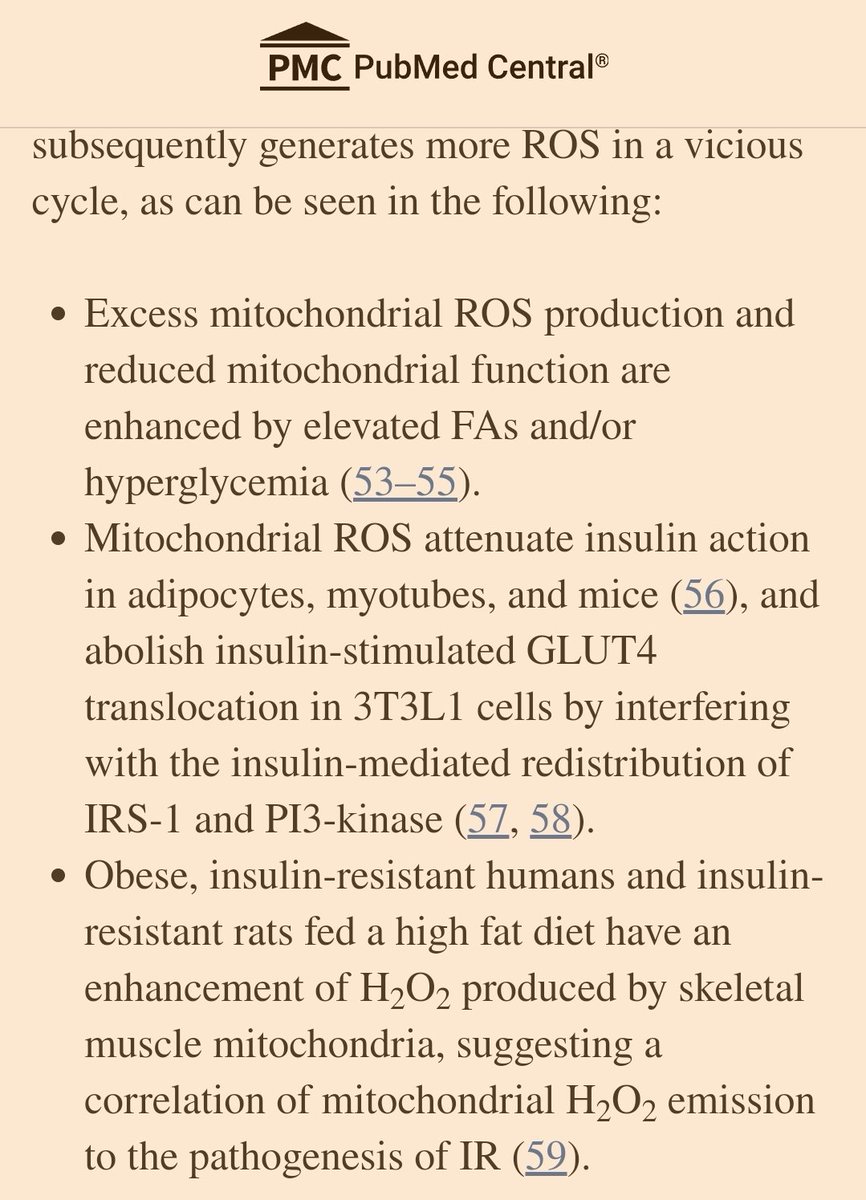 PMC PubMed Central®
subsequently generates more ROS in a vicious
cycle, as can be seen in the following:
• Excess mitochondrial ROS production and
reduced mitochondrial function are
enhanced by elevated FAs and/or
hyperglycemia (53–55).
• Mitochondrial ROS attenuate insulin action
in adipocytes, myotubes, and mice (56), and
abolish insulin-stimulated GLUT4
translocation in 3T3L1 cells by interfering
with the insulin-mediated redistribution of
IRS-1 and PI3-kinase (57, 58).
• Obese, insulin-resistant humans and insulin-
resistant rats fed a high fat diet have an
enhancement of H₂O₂ produced by skeletal
muscle mitochondria, suggesting a
correlation of mitochondrial H₂O₂ emission
to the pathogenesis of IR (59).